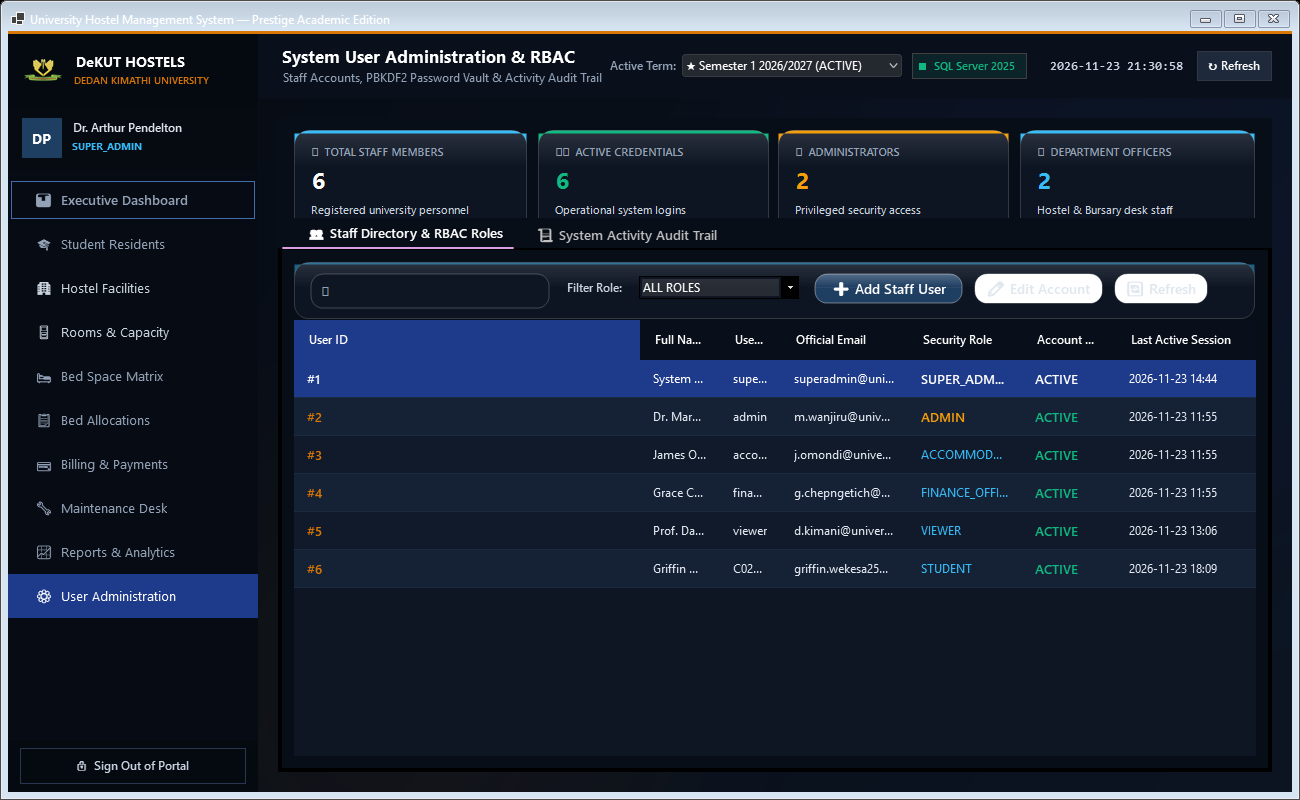 University Hostel Management System — Prestige Academic Edition
DeKUT HOSTELS
DEDAN KIMATHI UNIVERSITY
DP
Dr. Arthur Pendelton
SUPER_ADMIN
Executive Dashboard
Student Residents
Hostel Facilities
Rooms & Capacity
Bed Space Matrix
Bed Allocations
Billing & Payments
Maintenance Desk
Reports & Analytics
User Administration
Sign Out of Portal
System User Administration & RBAC
Staff Accounts, PBKDF2 Password Vault & Activity Audit Trail
Active Term: ★ Semester 1 2026/2027 (ACTIVE)
SQL Server 2025
2026-11-23 21:30:58
↻ Refresh
TOTAL STAFF MEMBERS
6
Registered university personnel
ACTIVE CREDENTIALS
6
Operational system logins
ADMINISTRATORS
2
Privileged security access
DEPARTMENT OFFICERS
2
Hostel & Bursary desk staff
Staff Directory & RBAC Roles
System Activity Audit Trail
Filter Role: ALL ROLES
Add Staff User
Edit Account
Refresh
User ID Full Na... Use... Official Email Security Role Account ... Last Active Session
#1 System ... supe... superadmin@uni... SUPER_ADM... ACTIVE 2026-11-23 14:44
#2 Dr. Mar... admin m.wanjiru@univ... ADMIN ACTIVE 2026-11-23 11:55
#3 James O... acco... j.omondi@unive... ACCOMMOD... ACTIVE 2026-11-23 11:55
#4 Grace C... fina... g.chepngetich@... FINANCE_OFFI... ACTIVE 2026-11-23 11:55
#5 Prof. Da... viewer d.kimani@univer... VIEWER ACTIVE 2026-11-23 13:06
#6 Griffin ... C02... griffin.wekesa25... STUDENT ACTIVE 2026-11-23 18:09